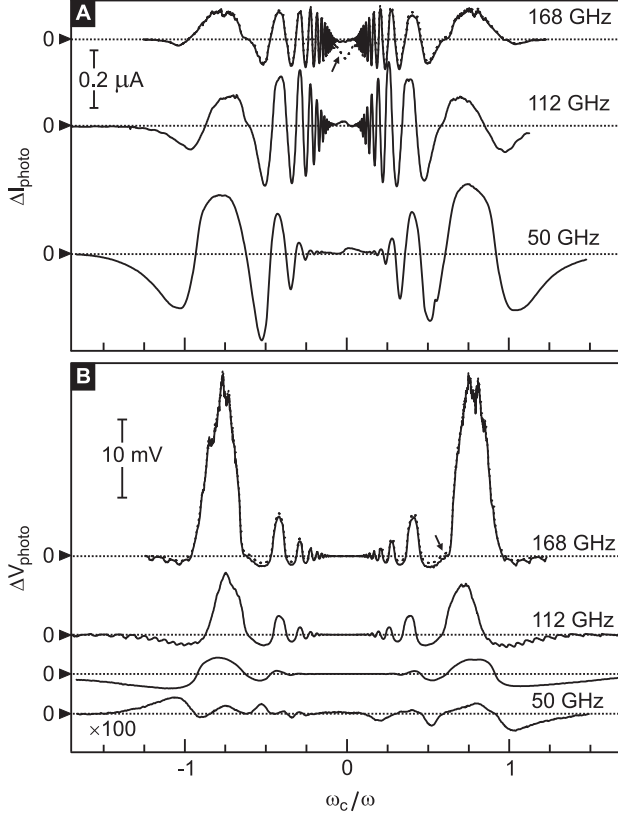 A
168 GHz
0
0.2 μA
112 GHz
0
ΔI_photo
50 GHz
0
B
10 mV
168 GHz
0
ΔV_photo
112 GHz
0
0
50 GHz
0
×100
-1 0 1
ω_c/ω